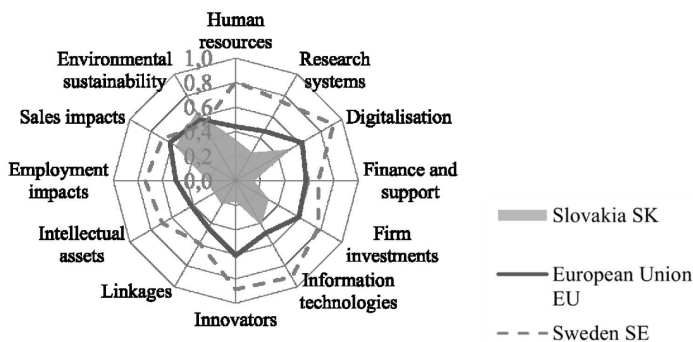 Human
resources
Research
systems
Digitalisation
Finance and
support
Firm
investments
Information
technologies
Innovators
Linkages
Intellectual
assets
Employment
impacts
Sales impacts
Environmental
sustainability
1,0
0,8
0,6
0,4
0,2
0,0
Slovakia SK
European Union
EU
Sweden SE